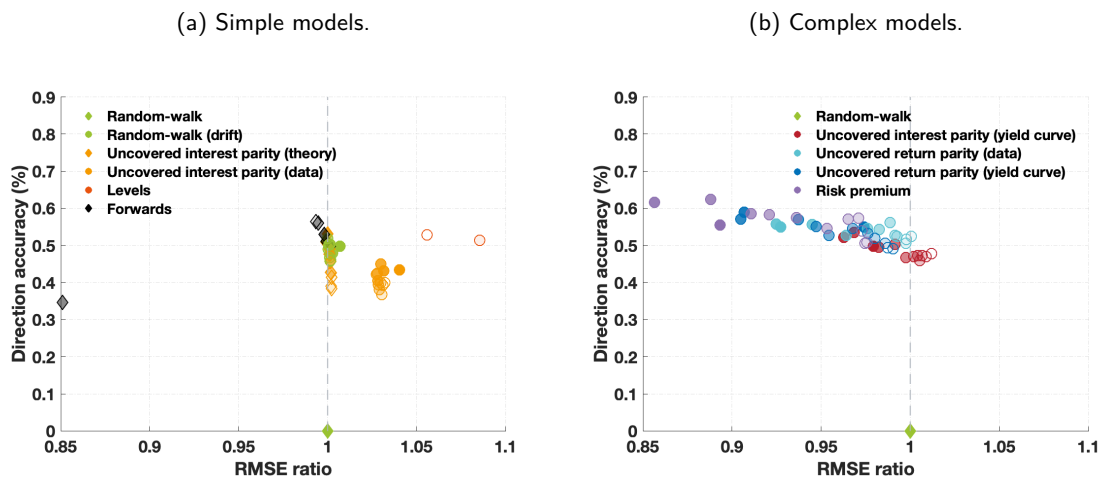 (a) Simple models.
0.9
0.8
0.7
0.6
0.5
0.4
0.3
0.2
0.1
0
Direction accuracy (%)
Random-walk
Random-walk (drift)
Uncovered interest parity (theory)
Uncovered interest parity (data)
Levels
Forwards
0.85
0.9
0.95
1
1.05
1.1
RMSE ratio
(b) Complex models.
0.9
0.8
0.7
0.6
0.5
0.4
0.3
0.2
0.1
0
Direction accuracy (%)
Random-walk
Uncovered interest parity (yield curve)
Uncovered return parity (data)
Uncovered return parity (yield curve)
Risk premium
0.85
0.9
0.95
1
1.05
1.1
RMSE ratio